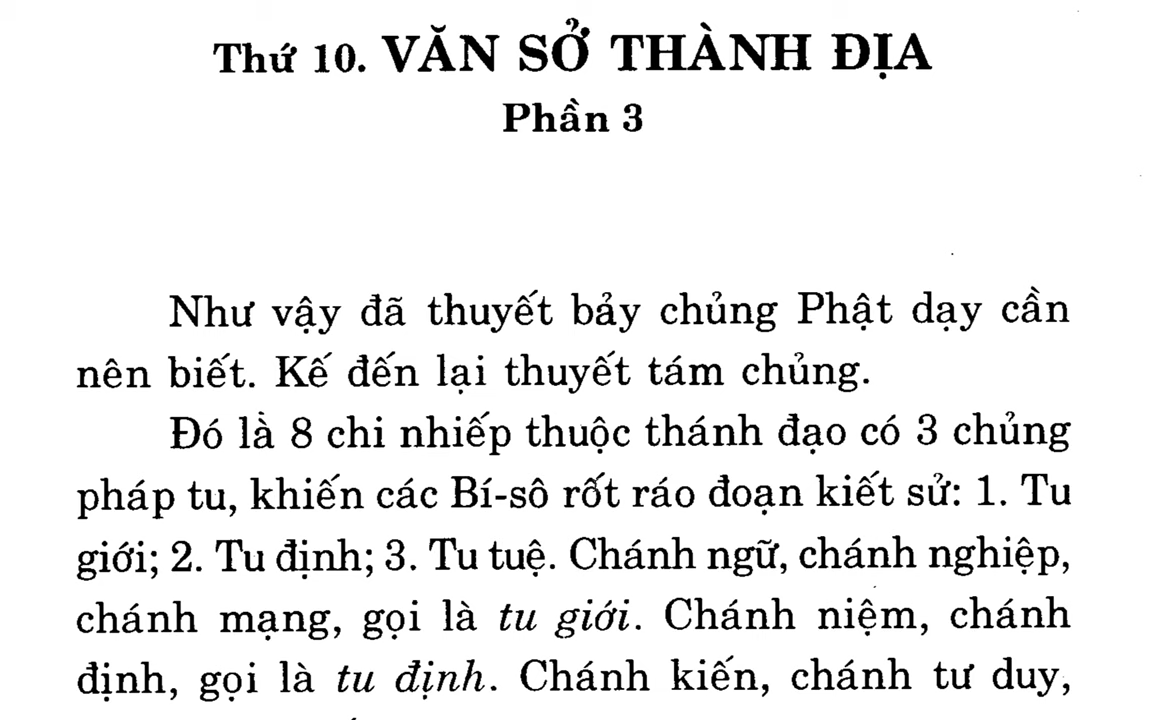 Thứ 10. VĂN SỞ THÀNH ĐỊA
Phần 3
Như vậy đã thuyết bảy chủng Phật dạy cần
nên biết. Kế đến lại thuyết tám chủng.
Đó là 8 chi nhiếp thuộc thánh đạo có 3 chủng
pháp tu, khiến các Bí-sô rốt ráo đoạn kiết sử: 1. Tu
giới; 2. Tu định; 3. Tu tuệ. Chánh ngữ, chánh nghiệp,
chánh mạng, gọi là tu giới. Chánh niệm, chánh
định, gọi là tu định. Chánh kiến, chánh tư duy,